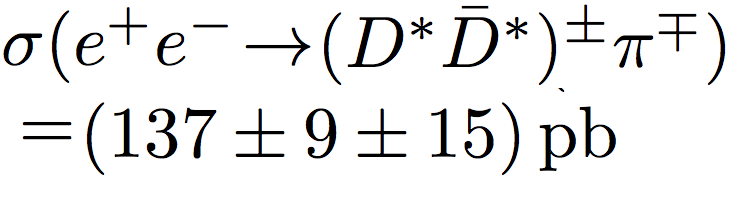 σ(e⁺e⁻→(D*D̄*)^±π^∓)
=(137 ± 9 ± 15) pb